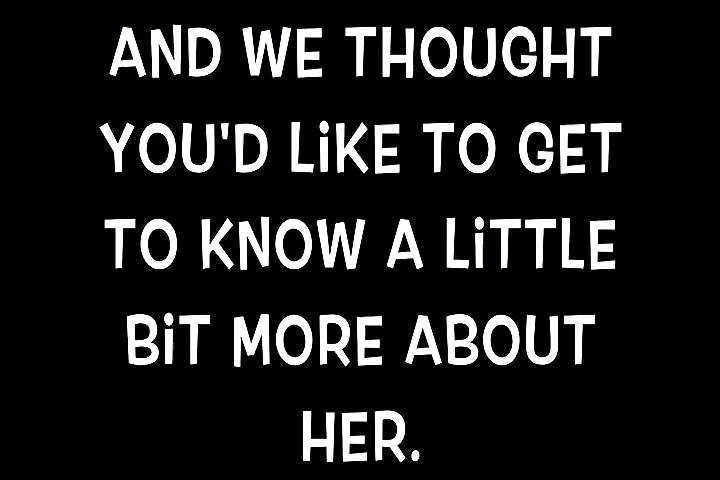 AND WE THOUGHT
YOU'D LiKE TO GET
TO KNOW A LiTTLE
BiT MORE ABOUT
HER.